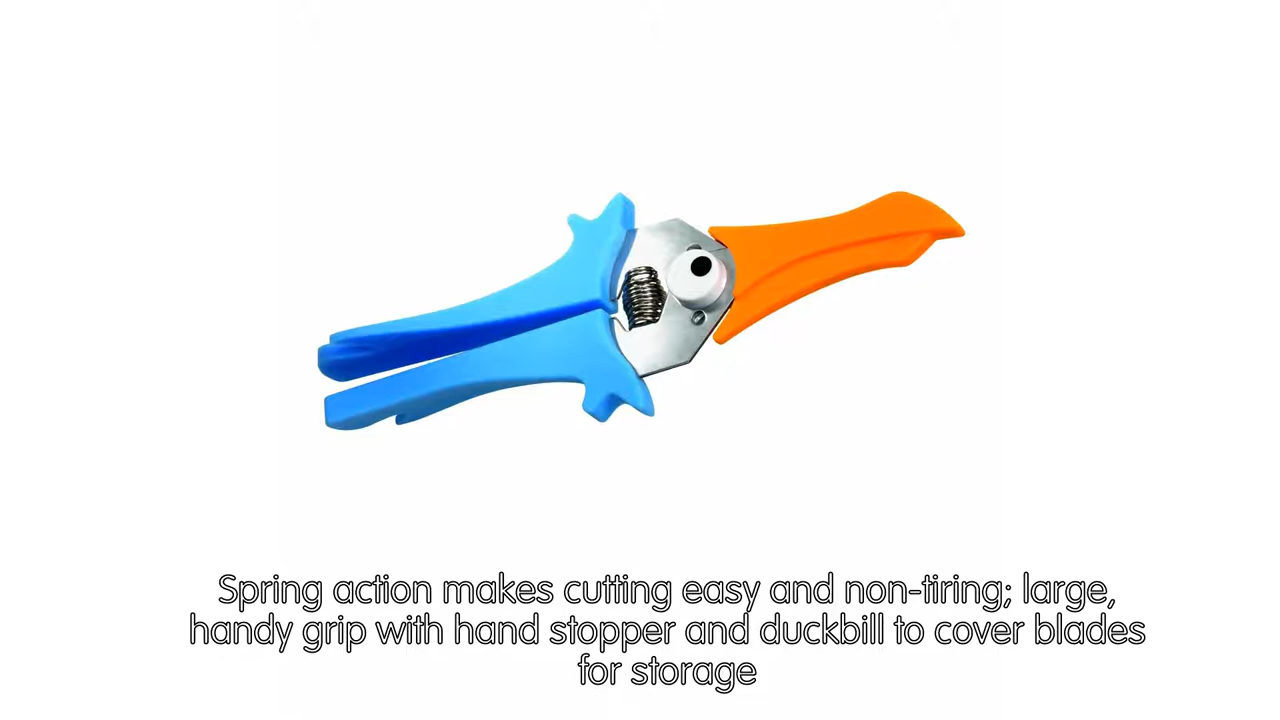 Spring action makes cutting easy and non-tiring; large,
handy grip with hand stopper and duckbill to cover blades
for storage